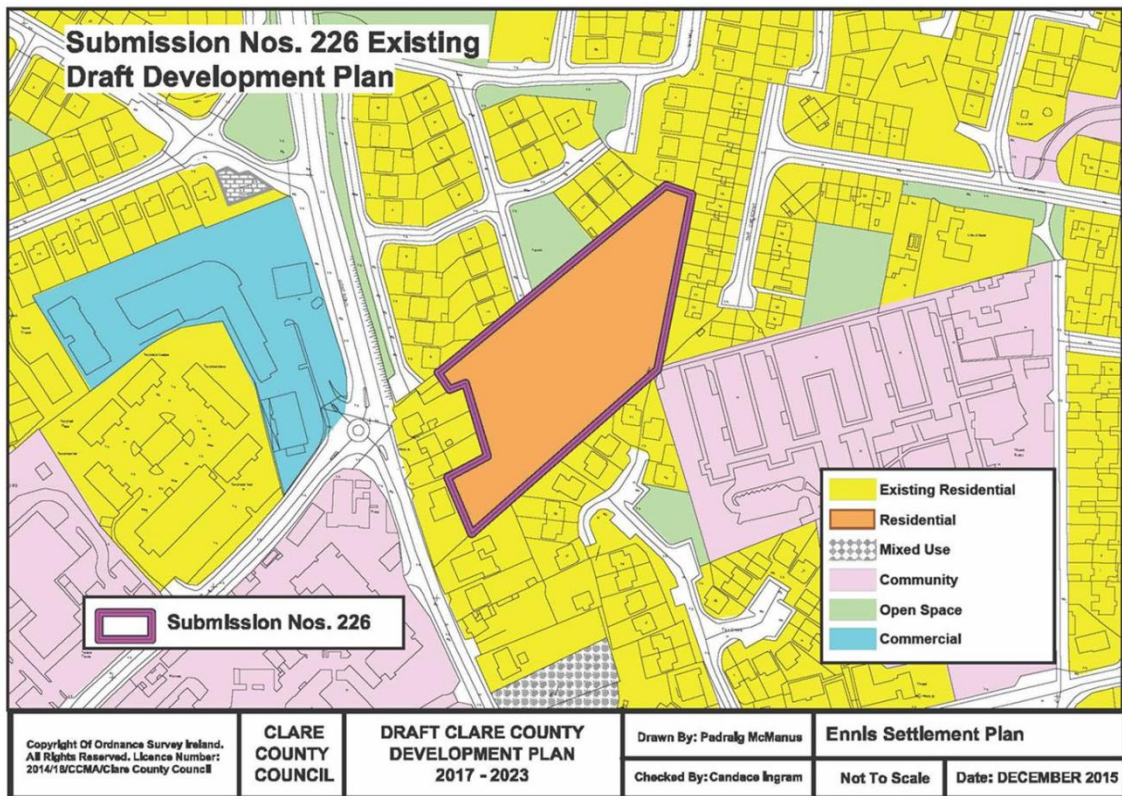 Submission Nos. 226 Existing
Draft Development Plan
Existing Residential
Residential
Mixed Use
Community
Open Space
Commercial
Submission Nos. 226
Copyright Of Ordnance Survey Ireland.
All Rights Reserved. Licence Number:
2014/18/CCMA/Clare County Council
CLARE
COUNTY
COUNCIL
DRAFT CLARE COUNTY
DEVELOPMENT PLAN
2017 - 2023
Drawn By: Padraig McManus
Checked By: Candace Ingram
Ennis Settlement Plan
Not To Scale
Date: DECEMBER 2015